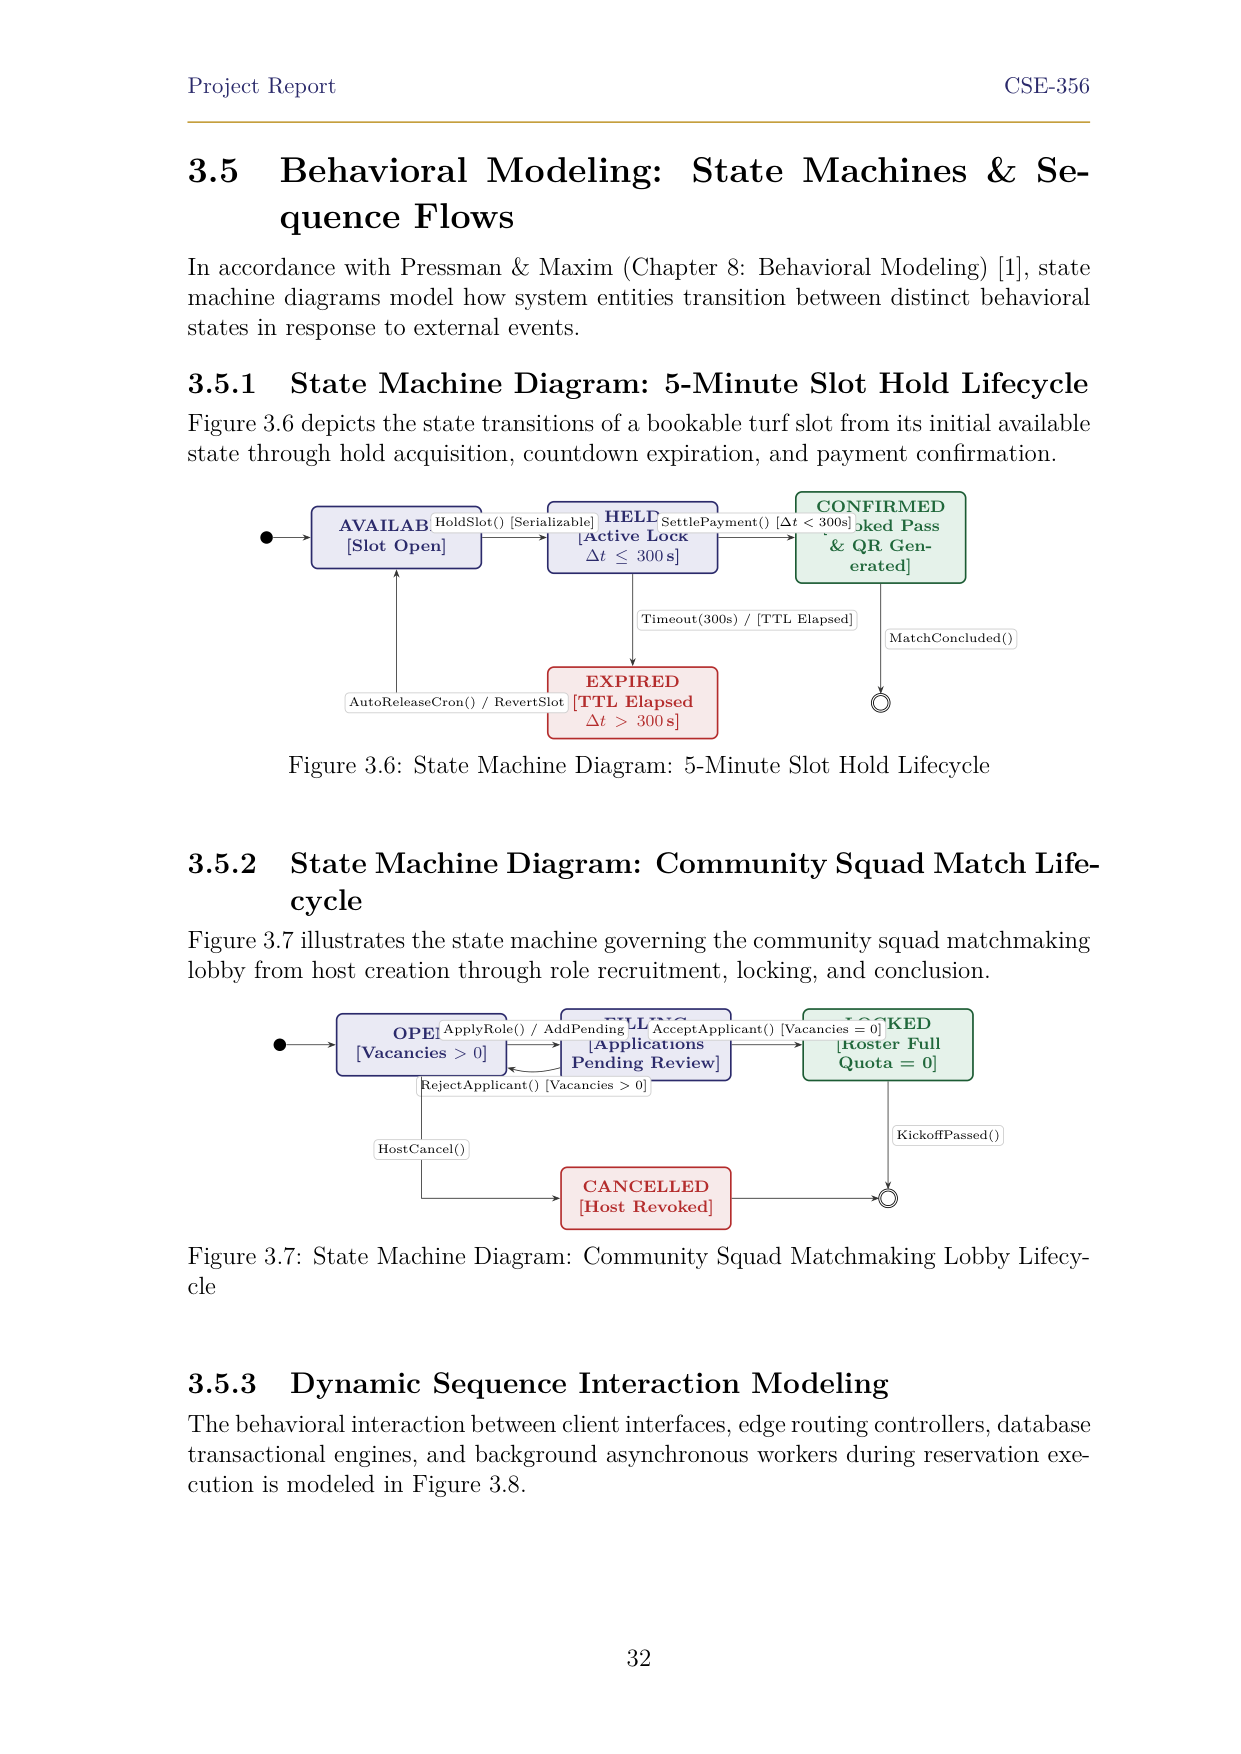 Project Report
CSE-356
3.5 Behavioral Modeling: State Machines & Se-
quence Flows
In accordance with Pressman & Maxim (Chapter 8: Behavioral Modeling) [1], state
machine diagrams model how system entities transition between distinct behavioral
states in response to external events.
3.5.1 State Machine Diagram: 5-Minute Slot Hold Lifecycle
Figure 3.6 depicts the state transitions of a bookable turf slot from its initial available
state through hold acquisition, countdown expiration, and payment confirmation.
[Slot Open]
HoldSlot() [Serializable]
HELD
[Active Lock
Δt ≤ 300 s]
SettlePayment() [Δt < 300s]
CONFIRMED
Pass
& QR Gen-
erated]
Timeout(300s) / [TTL Elapsed]
MatchConcluded()
AutoReleaseCron() / RevertSlot
EXPIRED
[TTL Elapsed
Δt > 300 s]
Figure 3.6: State Machine Diagram: 5-Minute Slot Hold Lifecycle
3.5.2 State Machine Diagram: Community Squad Match Life-
cycle
Figure 3.7 illustrates the state machine governing the community squad matchmaking
lobby from host creation through role recruitment, locking, and conclusion.
[Vacancies > 0]
ApplyRole() / AddPending
[Applications
Pending Review]
AcceptApplicant() [Vacancies = 0]
[Roster Full
Quota = 0]
RejectApplicant() [Vacancies > 0]
HostCancel()
KickoffPassed()
CANCELLED
[Host Revoked]
Figure 3.7: State Machine Diagram: Community Squad Matchmaking Lobby Lifecy-
cle
3.5.3 Dynamic Sequence Interaction Modeling
The behavioral interaction between client interfaces, edge routing controllers, database
transactional engines, and background asynchronous workers during reservation exe-
cution is modeled in Figure 3.8.
32